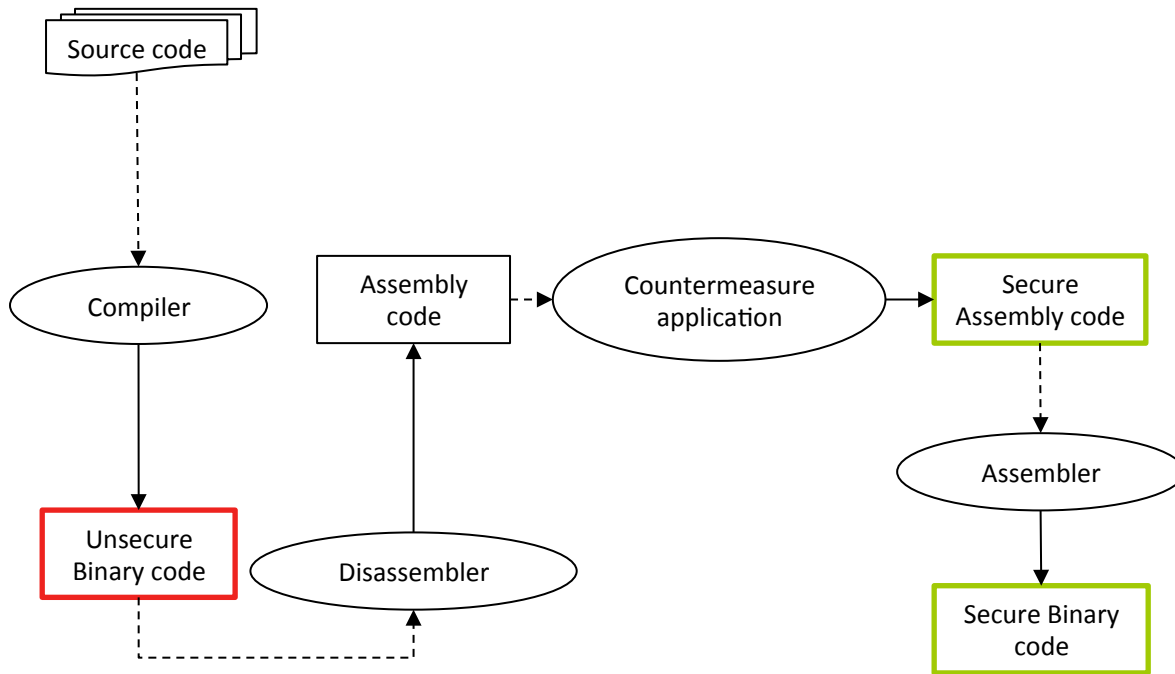 Source code
Compiler
Unsecure
Binary code
Disassembler
Assembly
code
Countermeasure
application
Secure
Assembly code
Assembler
Secure Binary
code